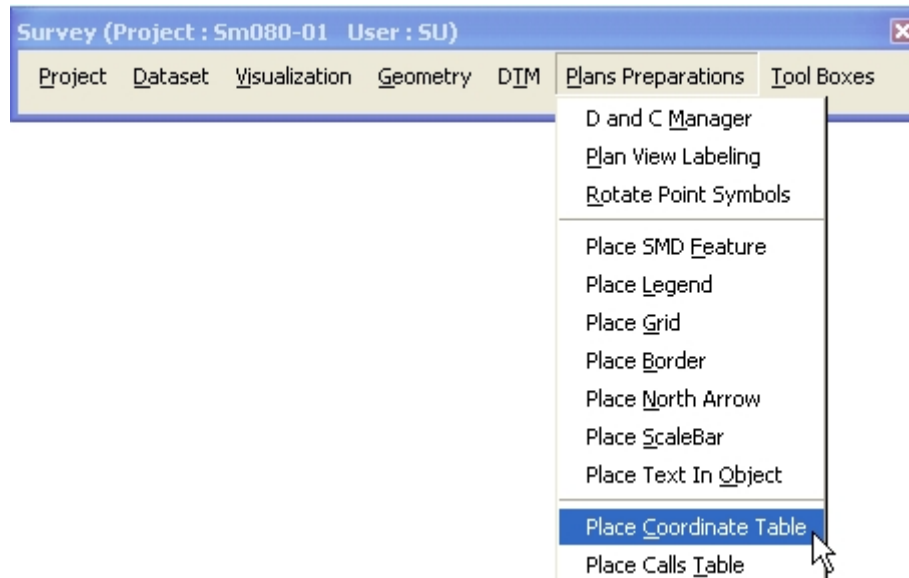 Survey (Project : Sm080-01 User : SU)
Project Dataset Visualization Geometry DTM Plans Preparations Tool Boxes
D and C Manager
Plan View Labeling
Rotate Point Symbols
Place SMD Feature
Place Legend
Place Grid
Place Border
Place North Arrow
Place ScaleBar
Place Text In Object
Place Coordinate Table
Place Calls Table